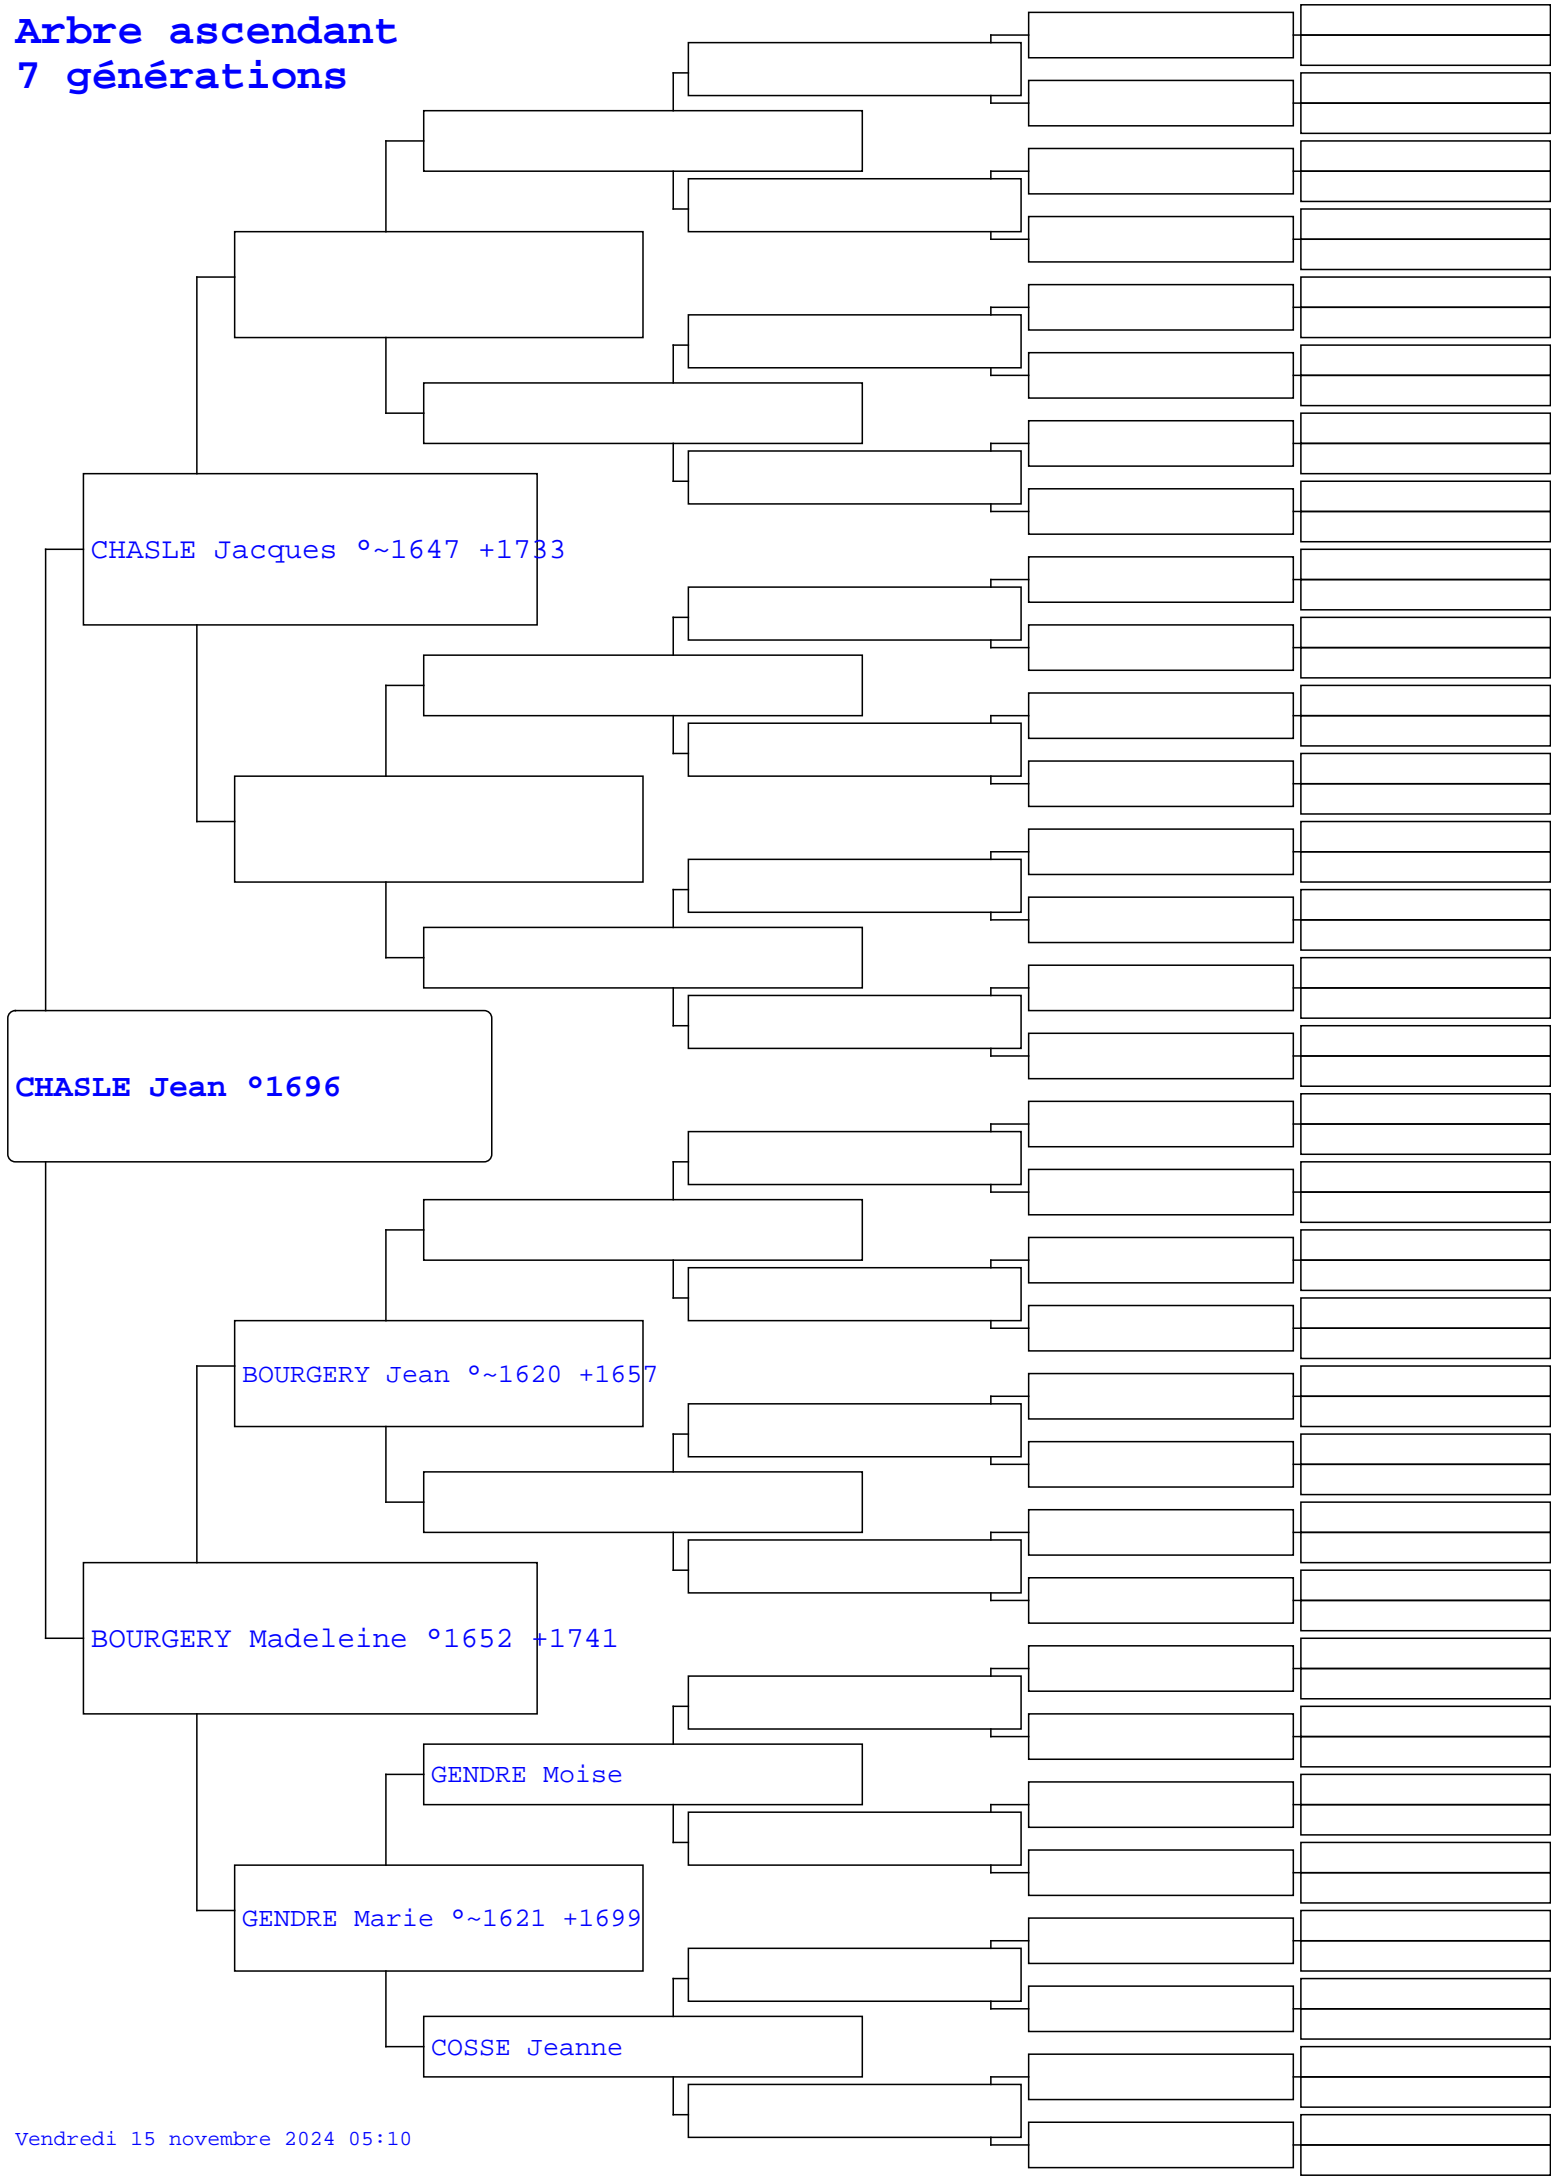 Arbre ascendant
7 générations
CHASLE Jacques °~1647 +1733
CHASLE Jean °1696
BOURGERY Jean °~1620 +1657
BOURGERY Madeleine °1652 +1741
GENDRE Moise
GENDRE Marie °~1621 +1699
COSSE Jeanne
Vendredi 15 novembre 2024 05:10